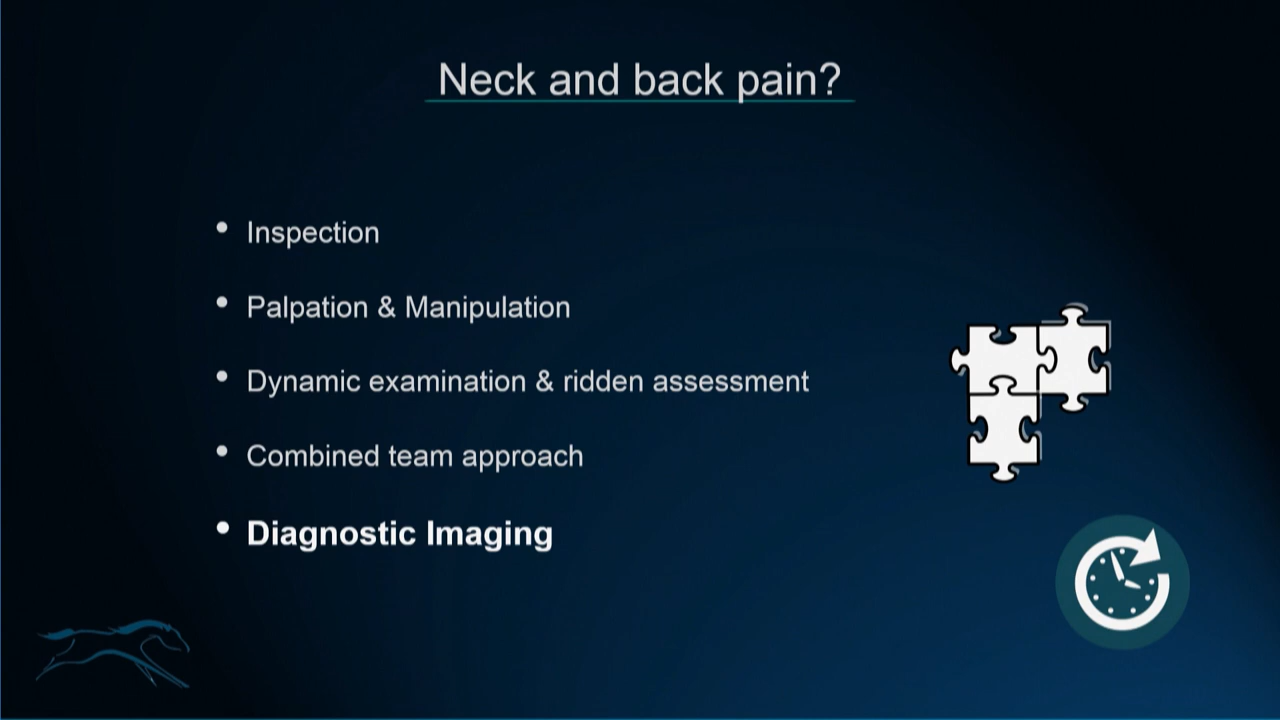 Neck and back pain?
• Inspection
• Palpation & Manipulation
• Dynamic examination & ridden assessment
• Combined team approach
• Diagnostic Imaging